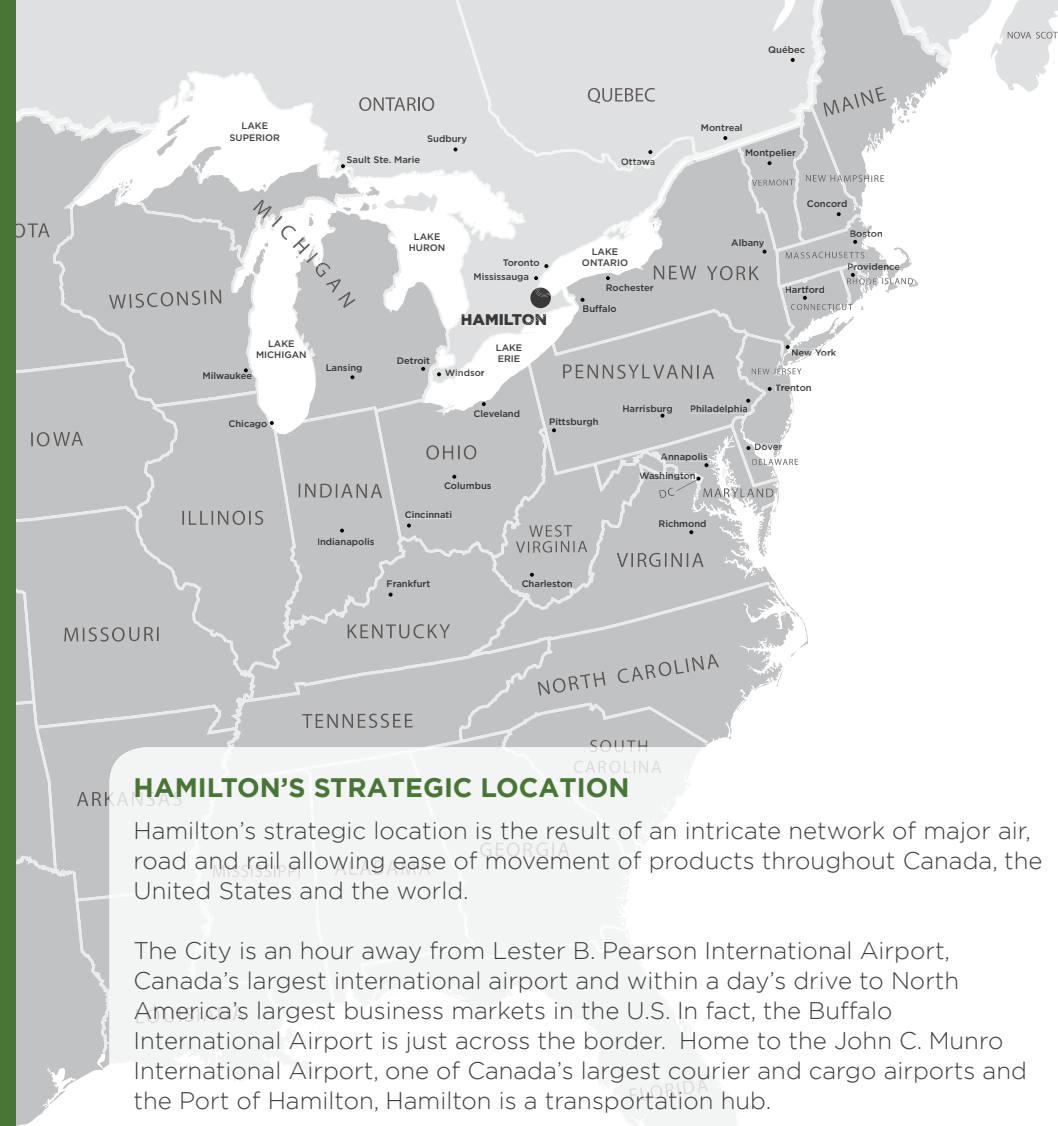 NOVA SCOT
Québec
QUEBEC
MAINE
ONTARIO
LAKE
SUPERIOR
Sudbury
Montreal
Sault Ste. Marie
Ottawa
Montpelier
VERMONT
NEW HAMPSHIRE
Concord
MICHIGAN
OTA
LAKE
HURON
Boston
Albany
LAKE
ONTARIO
MASSACHUSETTS
Toronto
Mississauga
NEW YORK
Providence
RHODE ISLAND
Rochester
Hartford
CONNECTICUT
WISCONSIN
Buffalo
HAMILTON
LAKE
MICHIGAN
LAKE
ERIE
New York
Milwaukee
Lansing
Detroit
Windsor
PENNSYLVANIA
NEW JERSEY
Trenton
Cleveland
Harrisburg
Philadelphia
Chicago
Pittsburgh
IOWA
OHIO
Dover
Annapolis
DELAWARE
Washington
DC
MARYLAND
Columbus
INDIANA
ILLINOIS
Cincinnati
Richmond
Indianapolis
WEST
VIRGINIA
VIRGINIA
Frankfurt
Charleston
MISSOURI
KENTUCKY
NORTH CAROLINA
TENNESSEE
SOUTH
CAROLINA
ARKANSAS
MISSISSIPPI
ALABAMA
GEORGIA
LOUISIANA
FLORIDA
HAMILTON’S STRATEGIC LOCATION
Hamilton’s strategic location is the result of an intricate network of major air,
road and rail allowing ease of movement of products throughout Canada, the
United States and the world.
The City is an hour away from Lester B. Pearson International Airport,
Canada’s largest international airport and within a day’s drive to North
America’s largest business markets in the U.S. In fact, the Buffalo
International Airport is just across the border. Home to the John C. Munro
International Airport, one of Canada’s largest courier and cargo airports and
the Port of Hamilton, Hamilton is a transportation hub.